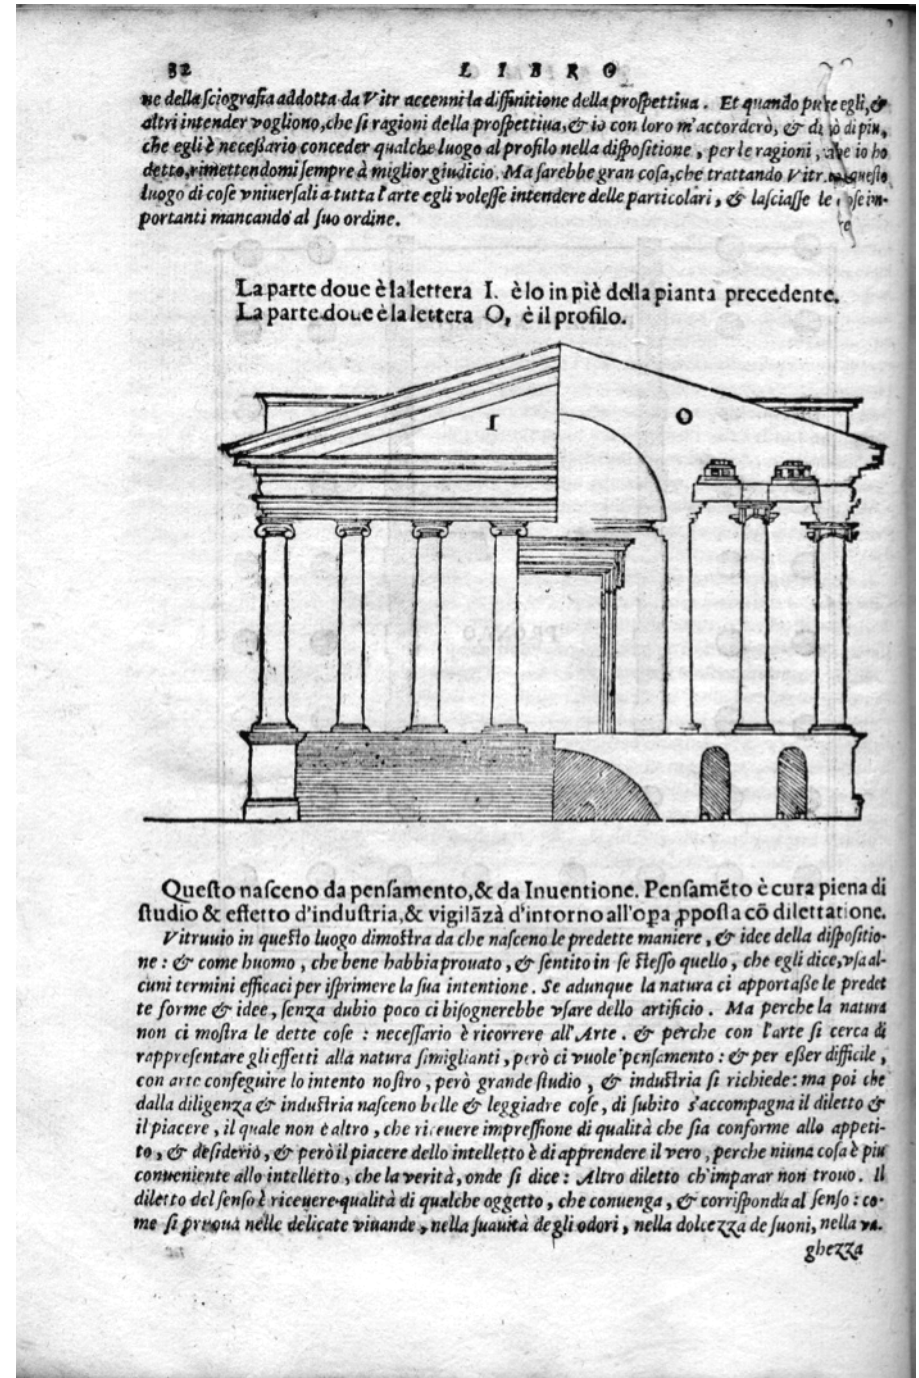 32 LIBRO
ne della ſciografia addotta da Vitr accenni la diffinitione della proſpettiua. Et quando pure egli, &
altri intender vogliono, che ſi ragioni della proſpettiua, & io con loro m'accorderò, & di piu,
che egli è neceßario conceder qualche luogo al profilo nella diſpoſitione, per le ragioni, io ho
detto, rimettendomi ſempre à miglior giudicio. Ma ſarebbe gran coſa, che trattando Vitr. queſto
luogo di coſe vniuerſali a tutta l'arte egli voleſſe intendere delle particolari, & laſciaſſe le im-
portanti mancando al ſuo ordine.
La parte doue è la lettera I. è lo in piè della pianta precedente.
La parte doue è la lettera O, è il profilo.
I O
Queſto naſceno da penſamento, & da Inuentione. Penſamẽto è cura piena di
ſtudio & effetto d'induſtria, & vigilãzà d'intorno all'oꝑa ꝓpoſta cõ dilettatione.
Vitruuio in queſto luogo dimoſtra da che naſceno le predette maniere, & idee della diſpoſitio-
ne: & come huomo, che bene habbia prouato, & ſentito in ſe ſteſſo quello, che egli dice, vſa al-
cuni termini efficaci per iſprimere la ſua intentione. Se adunque la natura ci apportaße le predet
te forme & idee, ſenza dubio poco ci biſognerebbe vſare dello artificio. Ma perche la natura
non ci moſtra le dette coſe: neceſſario è ricorrere all'Arte. & perche con l'arte ſi cerca di
rappreſentare gli effetti alla natura ſimiglianti, però ci vuole penſamento: & per eßer difficile,
con arte conſeguire lo intento noſtro, però grande ſtudio, & induſtria ſi richiede: ma poi che
dalla diligenza & induſtria naſceno belle & leggiadre coſe, di ſubito s'accompagna il diletto &
il piacere, il quale non è altro, che riceuere impreſſione di qualità che ſia conforme allo appeti-
to, & deſiderio, & però il piacere dello intelletto è di apprendere il vero, perche niuna coſa è piu
conueniente allo intelletto, che la verità, onde ſi dice: Altro diletto ch'imparar non trouo. Il
diletto del ſenſo è riceuere qualità di qualche oggetto, che conuenga, & corriſponda al ſenſo: co-
me ſi pruoua nelle delicate viuande, nella ſuauità degli odori, nella dolcezza de ſuoni, nella va-
ghezza